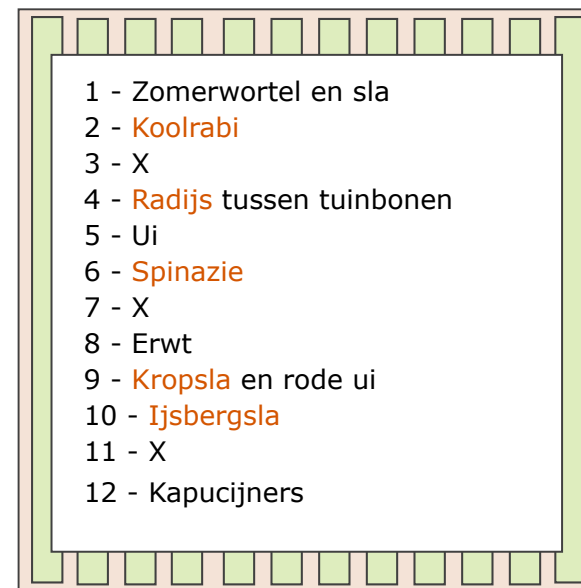 1 - Zomerwortel en sla
2 - Koolrabi
3 - X
4 - Radijs tussen tuinbonen
5 - Ui
6 - Spinazie
7 - X
8 - Erwt
9 - Kropsla en rode ui
10 - Ijsbergsla
11 - X
12 - Kapucijners